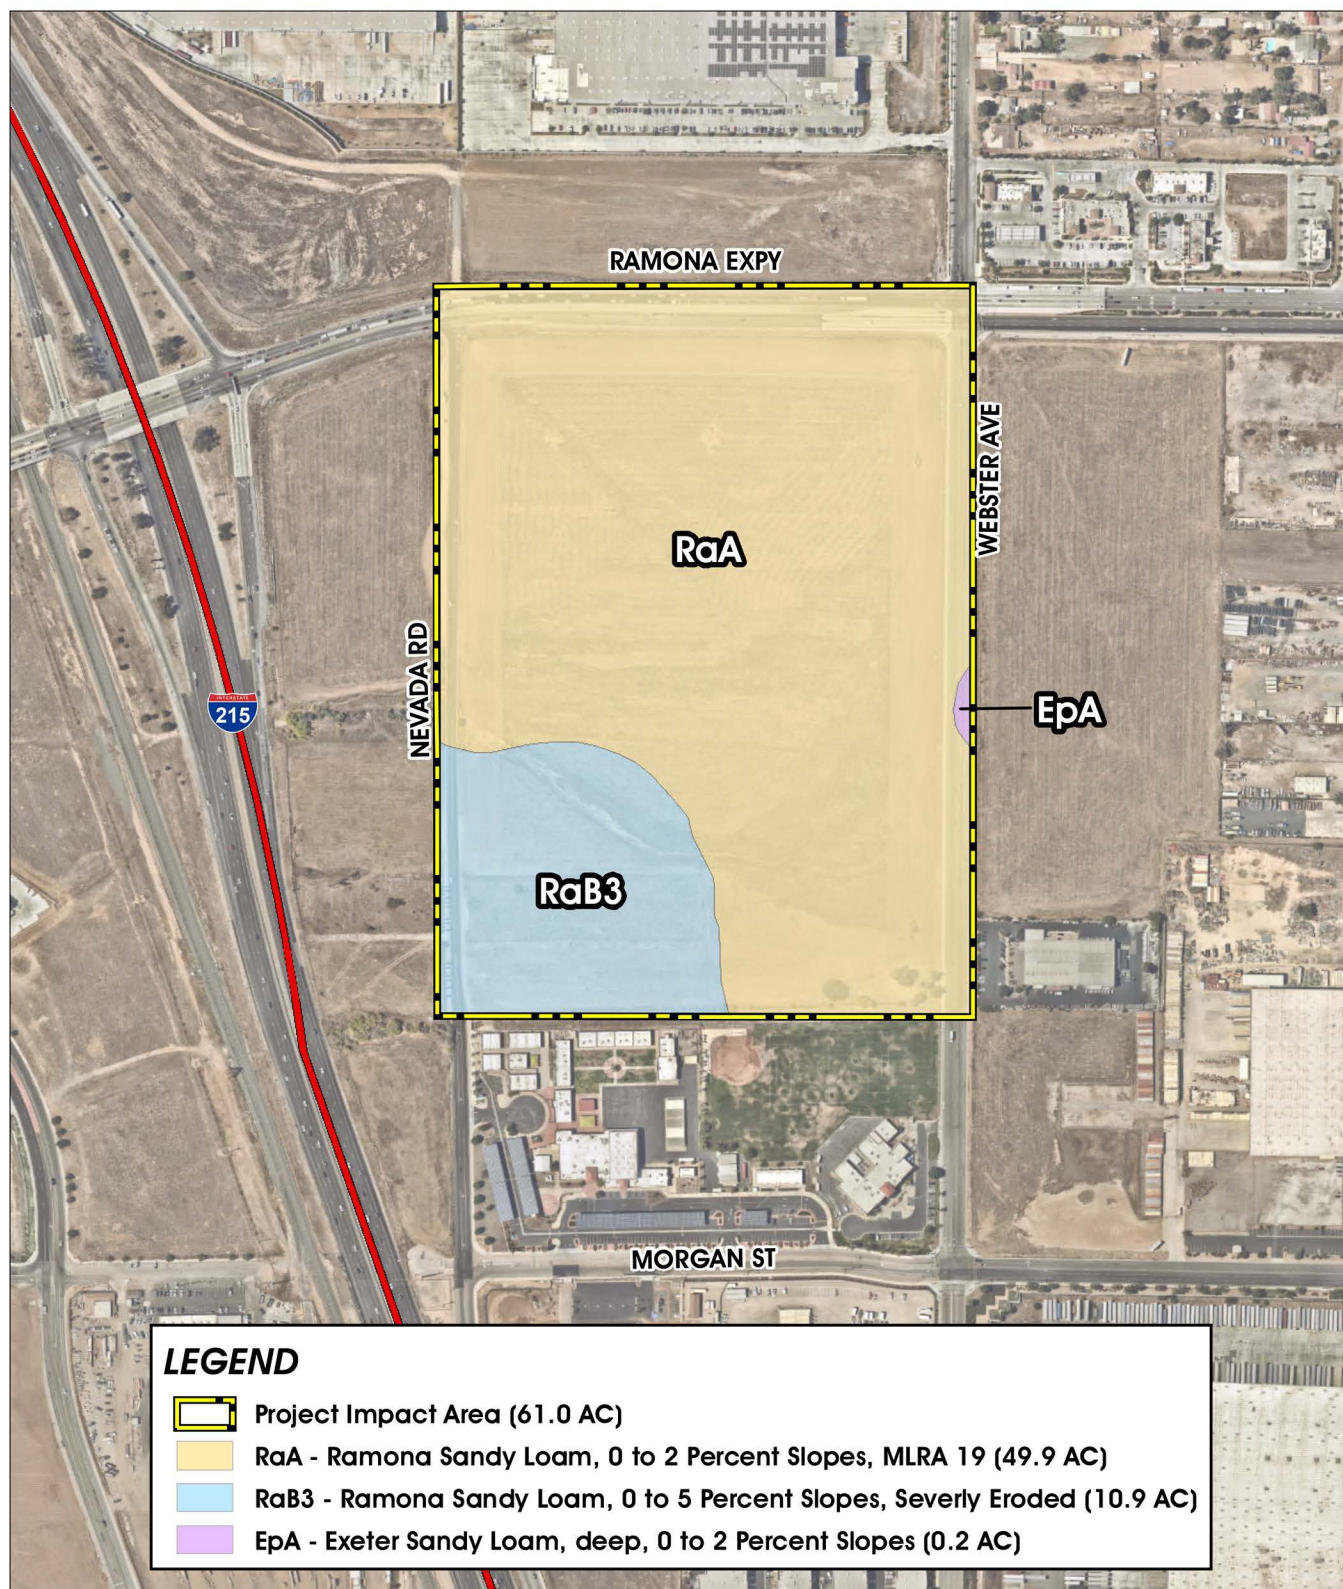 RAMONA EXPY
WEBSTER AVE
RaA
NEVADA RD
INTERSTATE
215
EpA
RaB3
MORGAN ST
LEGEND
Project Impact Area (61.0 AC)
RaA - Ramona Sandy Loam, 0 to 2 Percent Slopes, MLRA 19 (49.9 AC)
RaB3 - Ramona Sandy Loam, 0 to 5 Percent Slopes, Severly Eroded (10.9 AC)
EpA - Exeter Sandy Loam, deep, 0 to 2 Percent Slopes (0.2 AC)